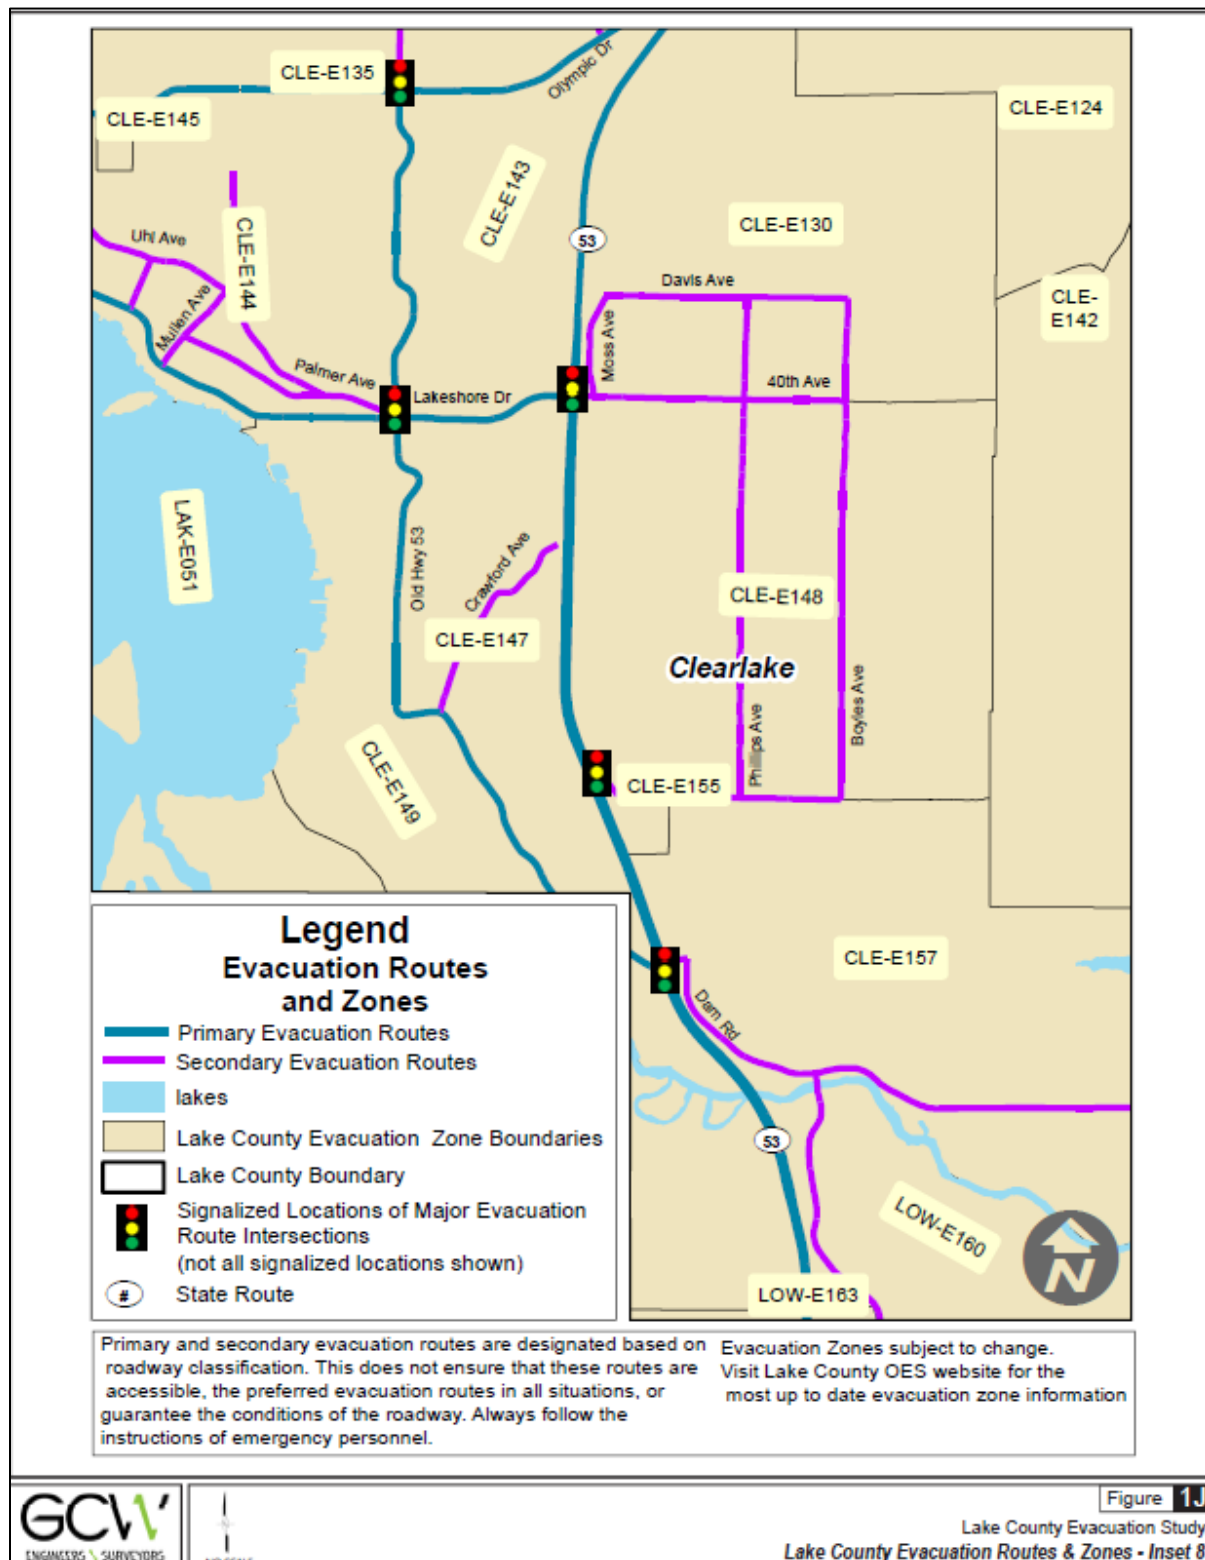 CLE-E135
Olympic Dr
CLE-E124
CLE-E145
CLE-E143
CLE-E130
CLE-E144
Uhl Ave
53
Davis Ave
CLE-
E142
Mullen Ave
Moss Ave
Palmer Ave
40th Ave
Lakeshore Dr
LAK-E051
Old Hwy 53
Crawford Ave
CLE-E148
CLE-E147
Clearlake
Phillips Ave
Boyles Ave
CLE-E149
CLE-E155
CLE-E157
Dam Rd
53
LOW-E160
LOW-E163
N
Legend
Evacuation Routes
and Zones
Primary Evacuation Routes
Secondary Evacuation Routes
lakes
Lake County Evacuation Zone Boundaries
Lake County Boundary
Signalized Locations of Major Evacuation
Route Intersections
(not all signalized locations shown)
# State Route
Primary and secondary evacuation routes are designated based on
roadway classification. This does not ensure that these routes are
accessible, the preferred evacuation routes in all situations, or
guarantee the conditions of the roadway. Always follow the
instructions of emergency personnel.
Evacuation Zones subject to change.
Visit Lake County OES website for the
most up to date evacuation zone information
GCW
ENGINEERS \ SURVEYORS
Figure 1J
Lake County Evacuation Study
Lake County Evacuation Routes & Zones - Inset 8